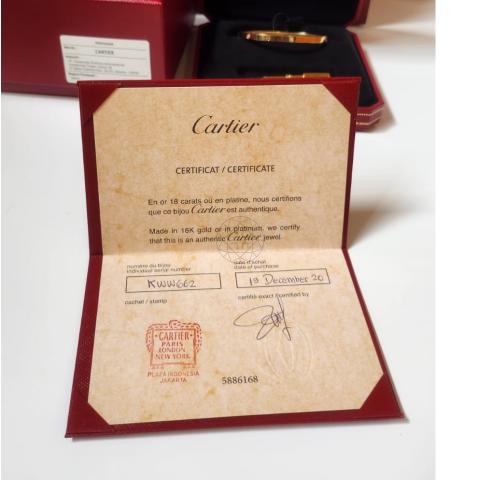 CARTIER
Cartier
CERTIFICAT / CERTIFICATE
En or 18 carats ou en platine, nous certifions
que ce bijou Cartier est authentique.
Made in 18K gold or in platinum, we certify
that this is an authentic Cartier jewel.
numéro du bijou
individual serial number
date d'achat
date of purchase
KWW662
19 December 20
cachet / stamp
certifié exact / certified by
CARTIER
PARIS
LONDON
NEW YORK
PLAZA INDONESIA
JAKARTA
5886168